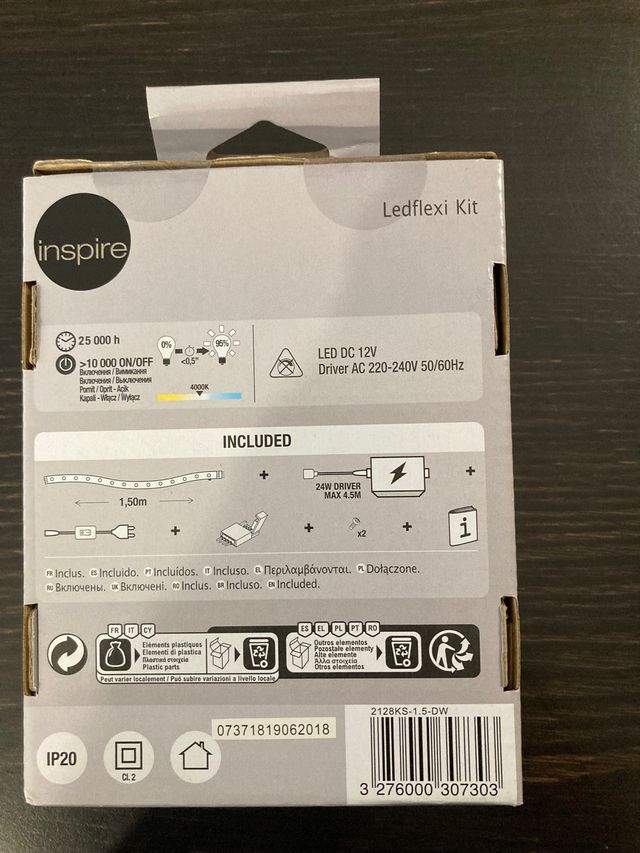 Ledflexi Kit
inspire
25 000 h
>10 000 ON/OFF
Включения / Вимикання
Включения / Выключения
Pornit / Oprit - Açik
Kapali - Włącz / Wyłącz
0%
<0,5"
95%
4000K
LED DC 12V
Driver AC 220-240V 50/60Hz
INCLUDED
1,50m
+
24W DRIVER
MAX 4.5M
+
+
+
x2
+
i
FR Inclus. ES Incluido. PT Incluídos. IT Incluso. EL Περιλαμβάνονται. PL Dołączone.
RU Включены. UK Включені. RO Inclus. BR Incluso. EN Included.
FR IT CY
Eléments plastiques
Elementi di plastica
Πλαστικά στοιχεία
Plastic parts
Peut varier localement / Può subire variazioni a livello locale
ES EL PL PT RO
Outros elementos
Pozostałe elementy
Alte elemente
Άλλα στοιχεία
Otros elementos
IP20
Cl. 2
07371819062018
2128KS-1.5-DW
3 276000 307303